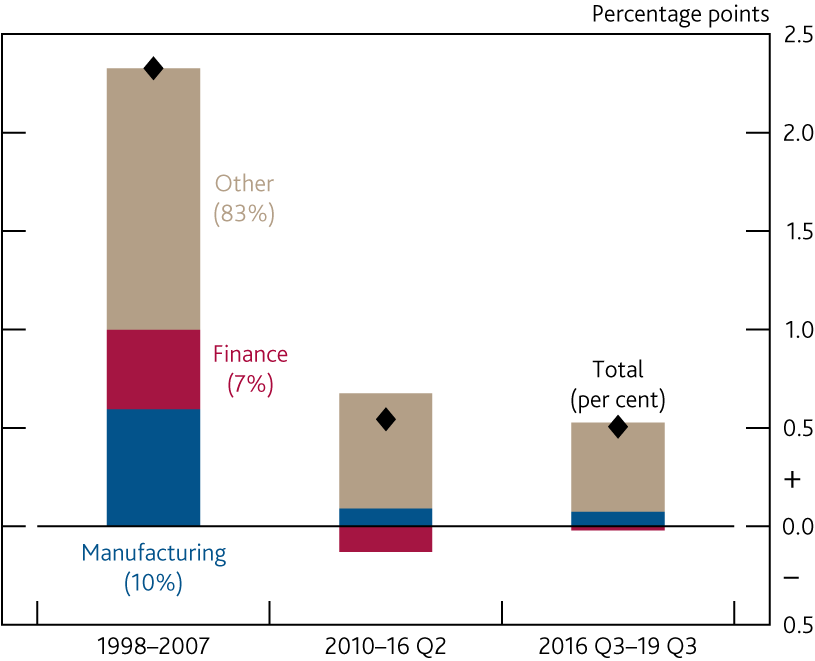 Percentage points
2.5
2.0
1.5
1.0
0.5
+
0.0
–
0.5
Other
(83%)
Finance
(7%)
Manufacturing
(10%)
Total
(per cent)
1998–2007
2010–16 Q2
2016 Q3–19 Q3